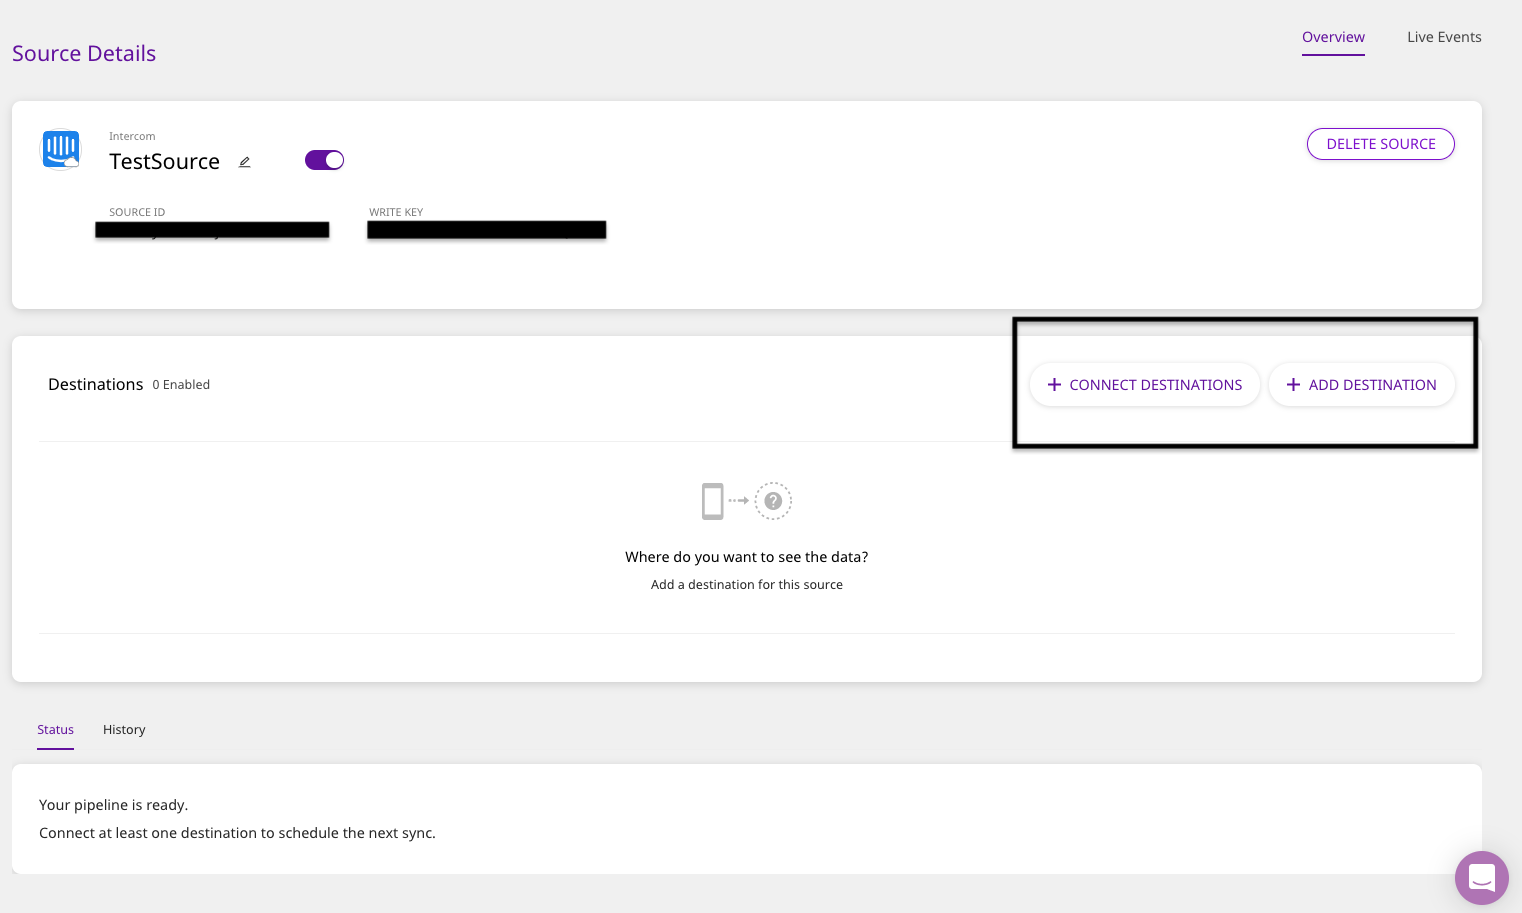 Source Details
Overview
Live Events
Intercom
TestSource
DELETE SOURCE
SOURCE ID
WRITE KEY
Destinations 0 Enabled
+ CONNECT DESTINATIONS
+ ADD DESTINATION
?
Where do you want to see the data?
Add a destination for this source
Status
History
Your pipeline is ready.
Connect at least one destination to schedule the next sync.